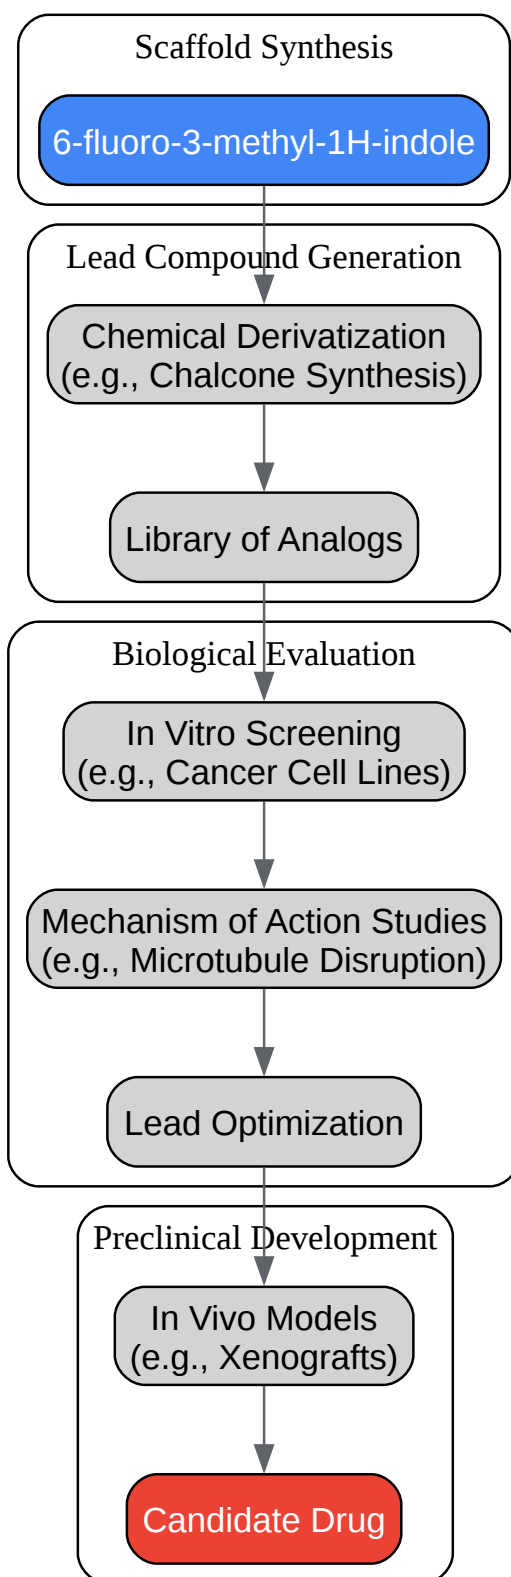 Scaffold Synthesis
6-fluoro-3-methyl-1H-indole
Lead Compound Generation
Chemical Derivatization
(e.g., Chalcone Synthesis)
Library of Analogs
Biological Evaluation
In Vitro Screening
(e.g., Cancer Cell Lines)
Mechanism of Action Studies
(e.g., Microtubule Disruption)
Lead Optimization
Preclinical Development
In Vivo Models
(e.g., Xenografts)
Candidate Drug